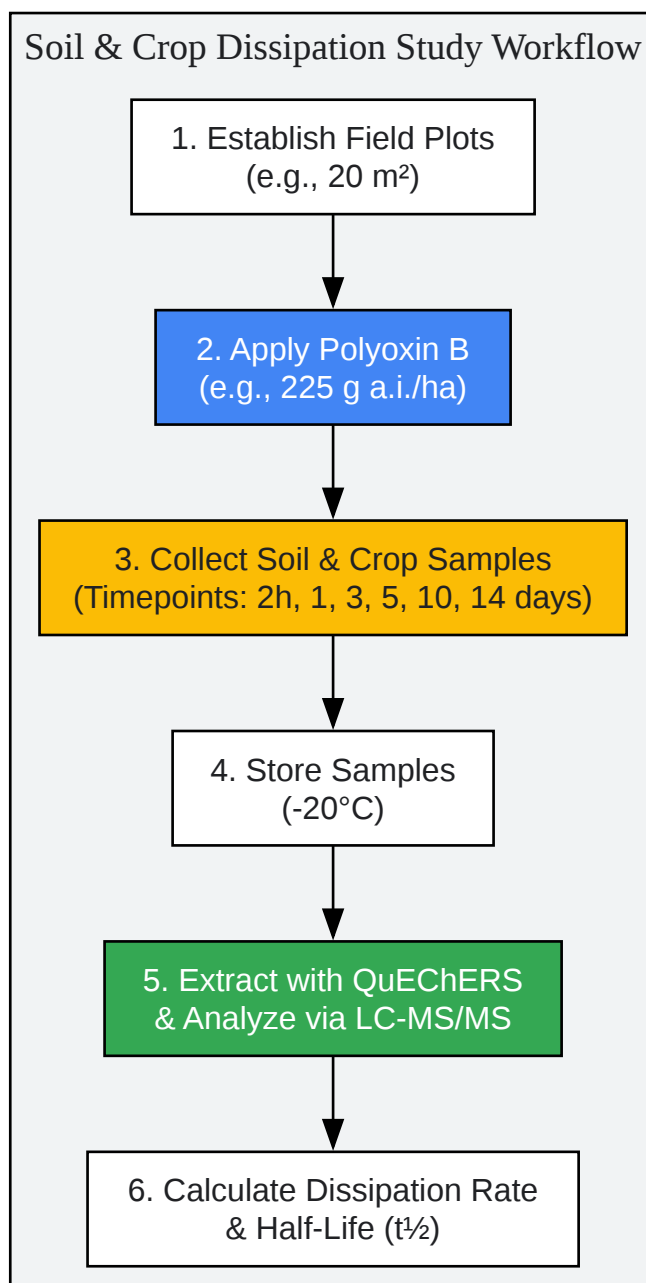 Soil & Crop Dissipation Study Workflow
1. Establish Field Plots
(e.g., 20 m²)
2. Apply Polyoxin B
(e.g., 225 g a.i./ha)
3. Collect Soil & Crop Samples
(Timepoints: 2h, 1, 3, 5, 10, 14 days)
4. Store Samples
(-20°C)
5. Extract with QuEChERS
& Analyze via LC-MS/MS
6. Calculate Dissipation Rate
& Half-Life (t½)